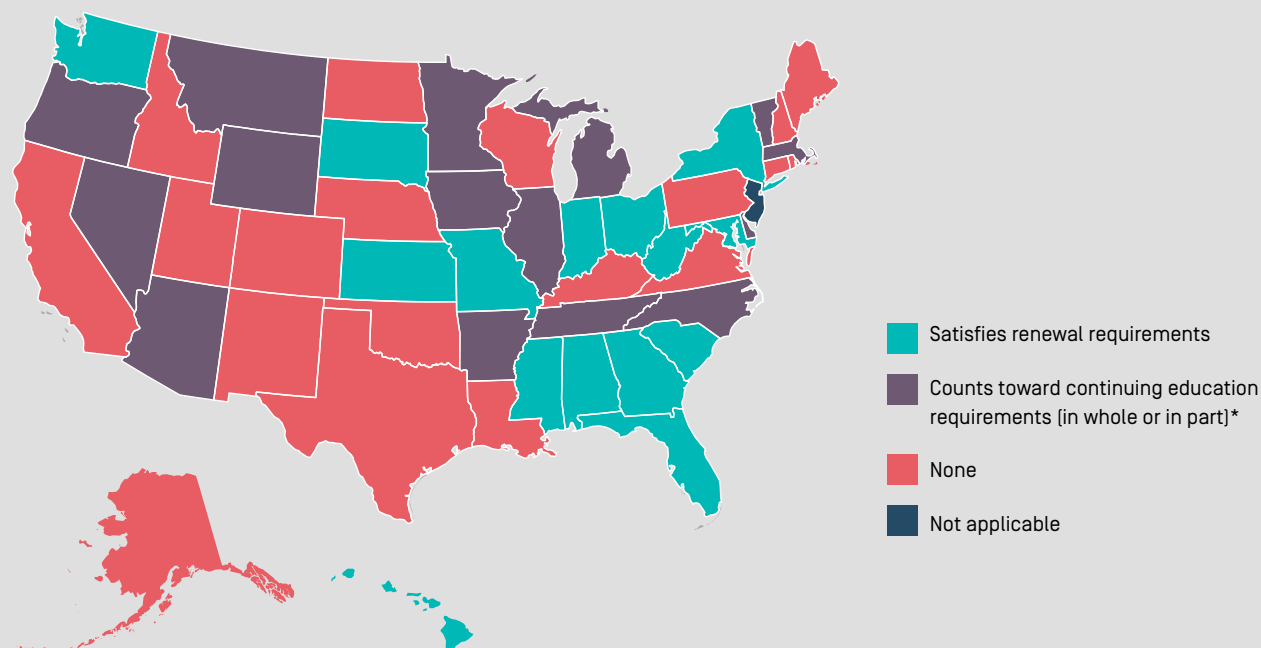 Satisfies renewal requirements
Counts toward continuing education
requirements (in whole or in part)*
None
Not applicable